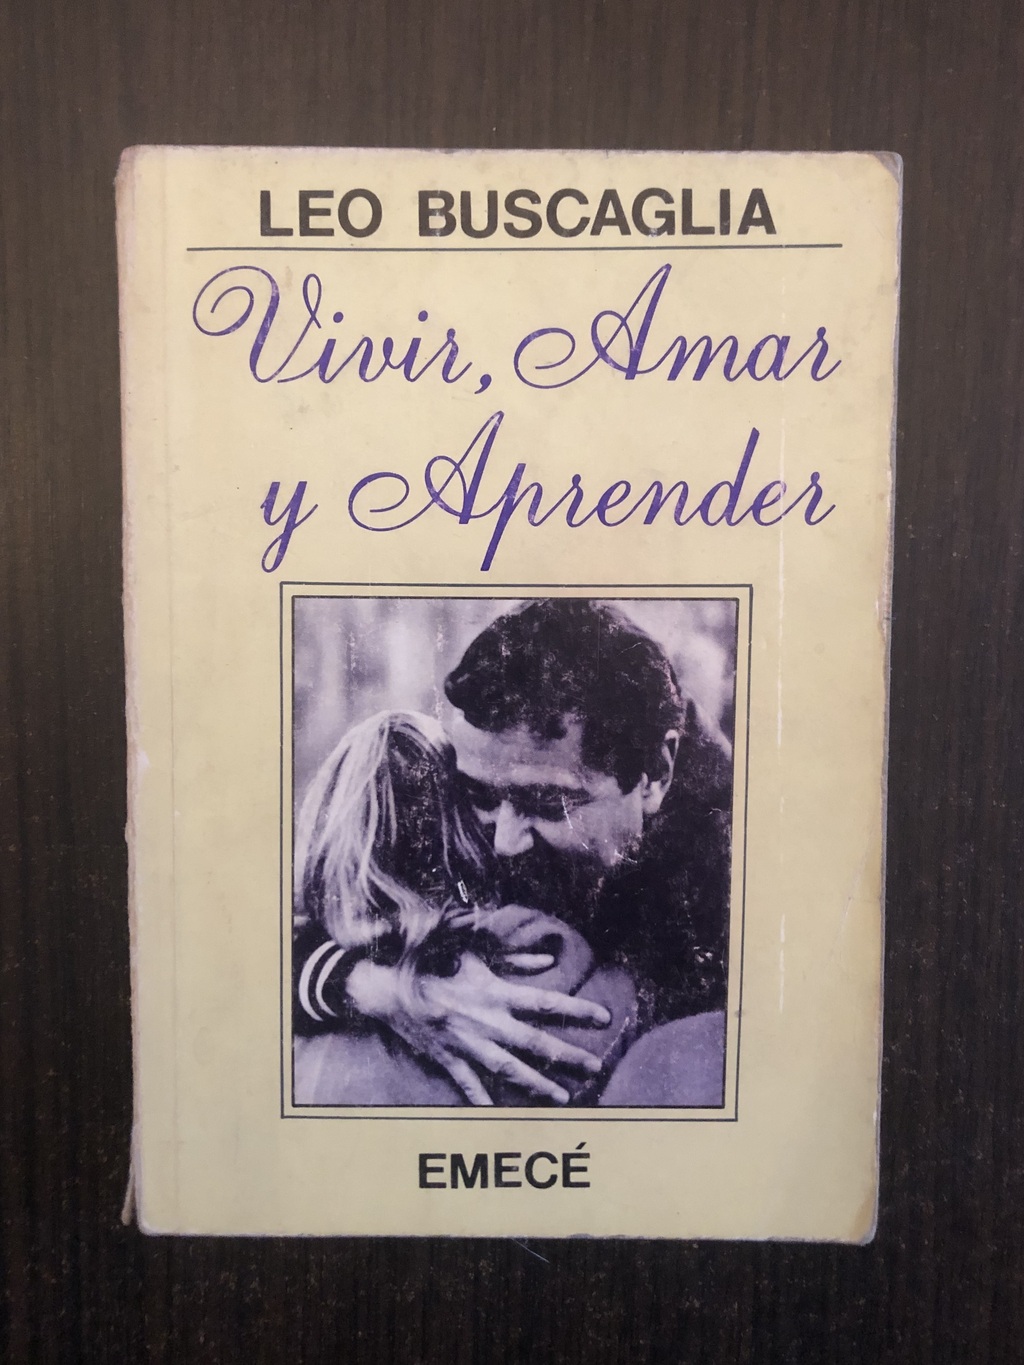 LEO BUSCAGLIA
Vivir, Amar
y Aprender
EMECÉ